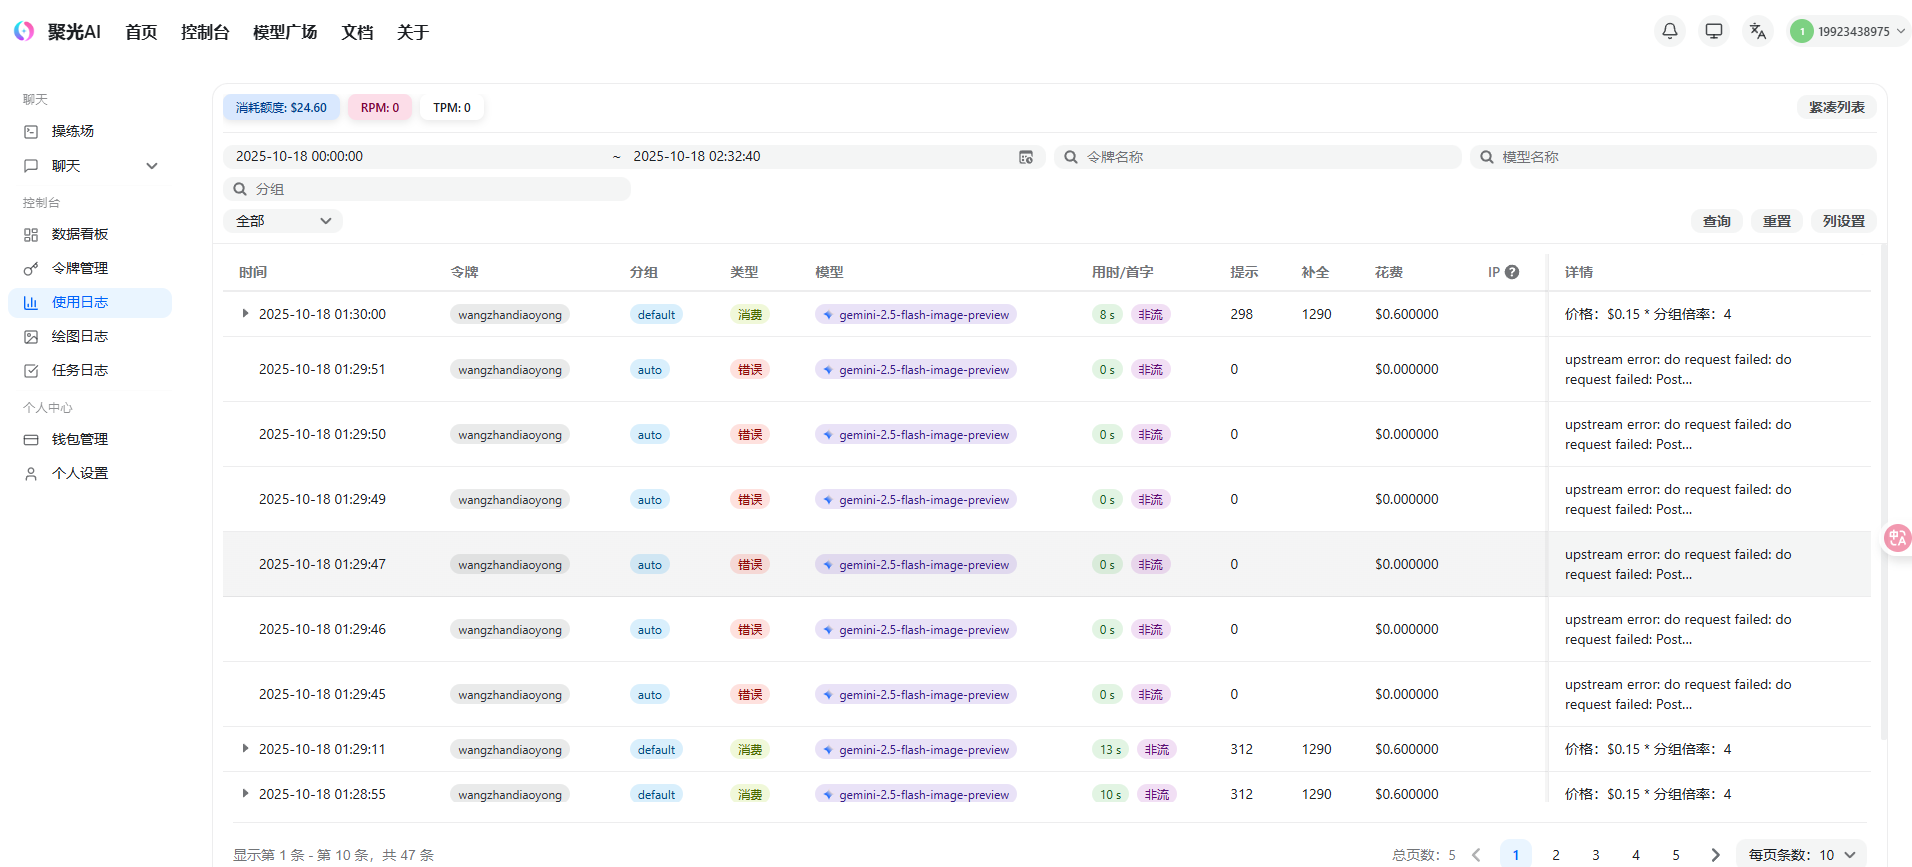 聚光AI 首页 控制台 模型广场 文档 关于 1 19923438975
聊天
操练场
聊天
控制台
数据看板
令牌管理
使用日志
绘图日志
任务日志
个人中心
钱包管理
个人设置
消耗额度: $24.60 RPM: 0 TPM: 0 紧凑列表
2025-10-18 00:00:00 ~ 2025-10-18 02:32:40 令牌名称 模型名称
分组
全部 查询 重置 列设置
时间 令牌 分组 类型 模型 用时/首字 提示 补全 花费 IP 详情
2025-10-18 01:30:00 wangzhandiaoyong default 消费 gemini-2.5-flash-image-preview 8 s 非流 298 1290 $0.600000 价格：$0.15 * 分组倍率：4
2025-10-18 01:29:51 wangzhandiaoyong auto 错误 gemini-2.5-flash-image-preview 0 s 非流 0 $0.000000 upstream error: do request failed: do
request failed: Post...
2025-10-18 01:29:50 wangzhandiaoyong auto 错误 gemini-2.5-flash-image-preview 0 s 非流 0 $0.000000 upstream error: do request failed: do
request failed: Post...
2025-10-18 01:29:49 wangzhandiaoyong auto 错误 gemini-2.5-flash-image-preview 0 s 非流 0 $0.000000 upstream error: do request failed: do
request failed: Post...
2025-10-18 01:29:47 wangzhandiaoyong auto 错误 gemini-2.5-flash-image-preview 0 s 非流 0 $0.000000 upstream error: do request failed: do
request failed: Post...
2025-10-18 01:29:46 wangzhandiaoyong auto 错误 gemini-2.5-flash-image-preview 0 s 非流 0 $0.000000 upstream error: do request failed: do
request failed: Post...
2025-10-18 01:29:45 wangzhandiaoyong auto 错误 gemini-2.5-flash-image-preview 0 s 非流 0 $0.000000 upstream error: do request failed: do
request failed: Post...
2025-10-18 01:29:11 wangzhandiaoyong default 消费 gemini-2.5-flash-image-preview 13 s 非流 312 1290 $0.600000 价格：$0.15 * 分组倍率：4
2025-10-18 01:28:55 wangzhandiaoyong default 消费 gemini-2.5-flash-image-preview 10 s 非流 312 1290 $0.600000 价格：$0.15 * 分组倍率：4
显示第 1 条 - 第 10 条，共 47 条 总页数：5 1 2 3 4 5 每页条数：10